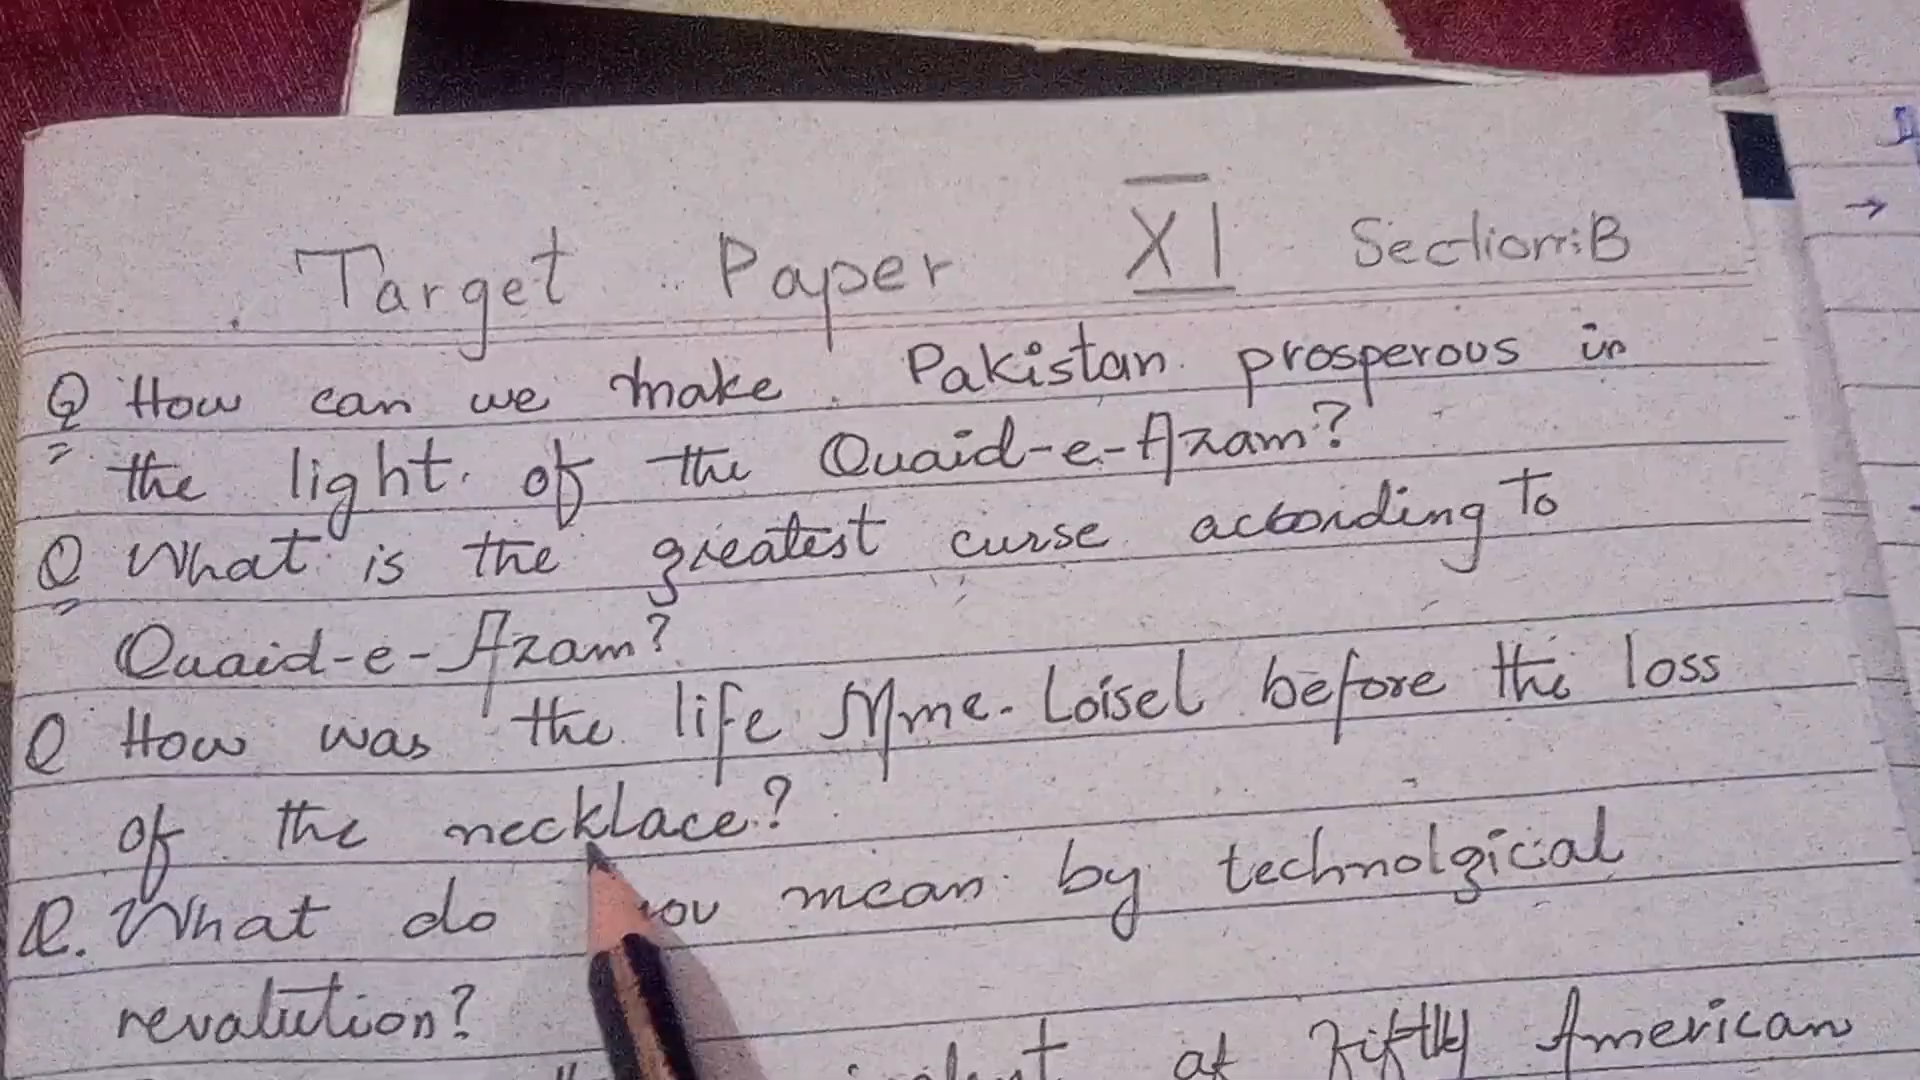 Target Paper XI Section:B
Q How can we make Pakistan prosperous in
the light of the Quaid-e-Azam?
Q What is the greatest curse according to
Quaid-e-Azam?
Q How was the life Mme. Loisel before the loss
of the necklace?
Q. What do you mean by technolgical
revalution?
at American